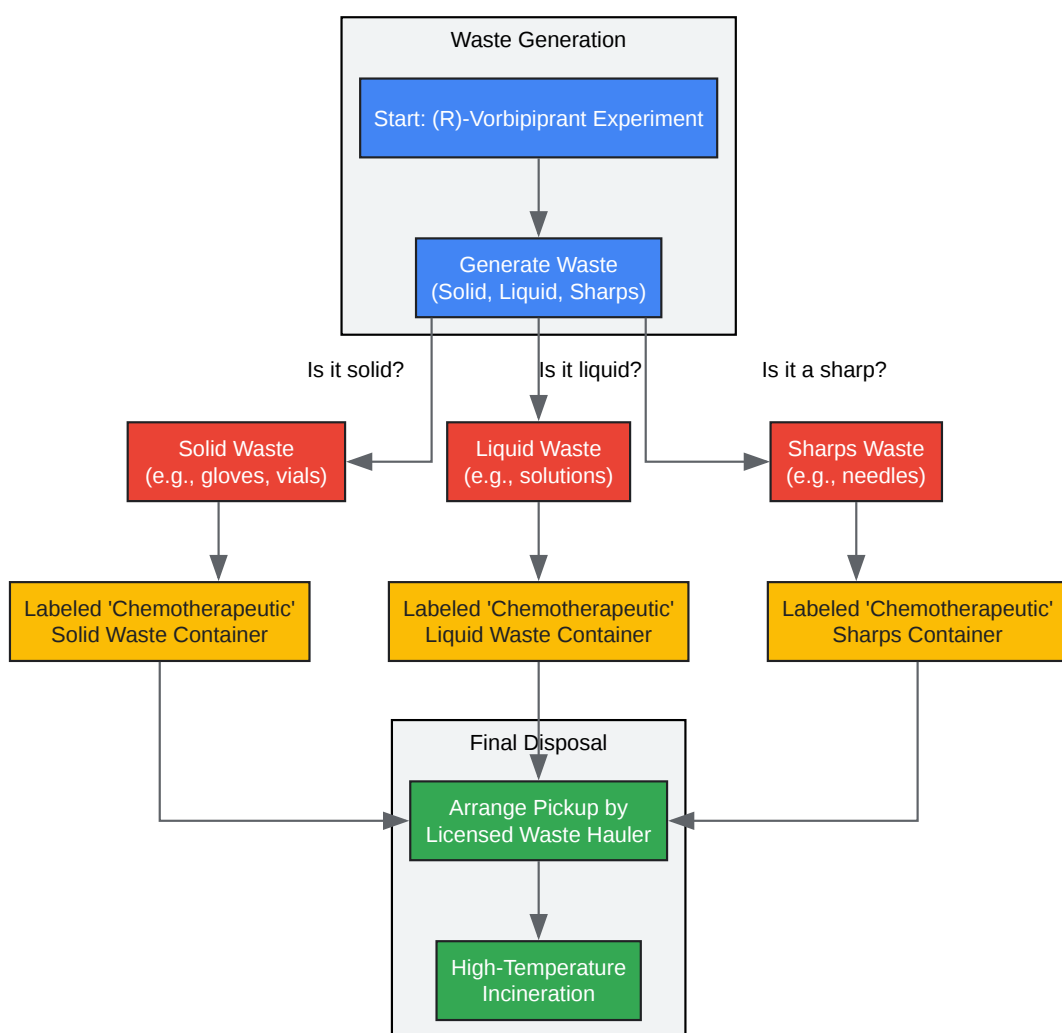 Waste Generation
Start: (R)-Vorbipiprant Experiment
Generate Waste
(Solid, Liquid, Sharps)
Is it solid?
Is it liquid?
Is it a sharp?
Solid Waste
(e.g., gloves, vials)
Liquid Waste
(e.g., solutions)
Sharps Waste
(e.g., needles)
Labeled 'Chemotherapeutic'
Solid Waste Container
Labeled 'Chemotherapeutic'
Liquid Waste Container
Labeled 'Chemotherapeutic'
Sharps Container
Final Disposal
Arrange Pickup by
Licensed Waste Hauler
High-Temperature
Incineration